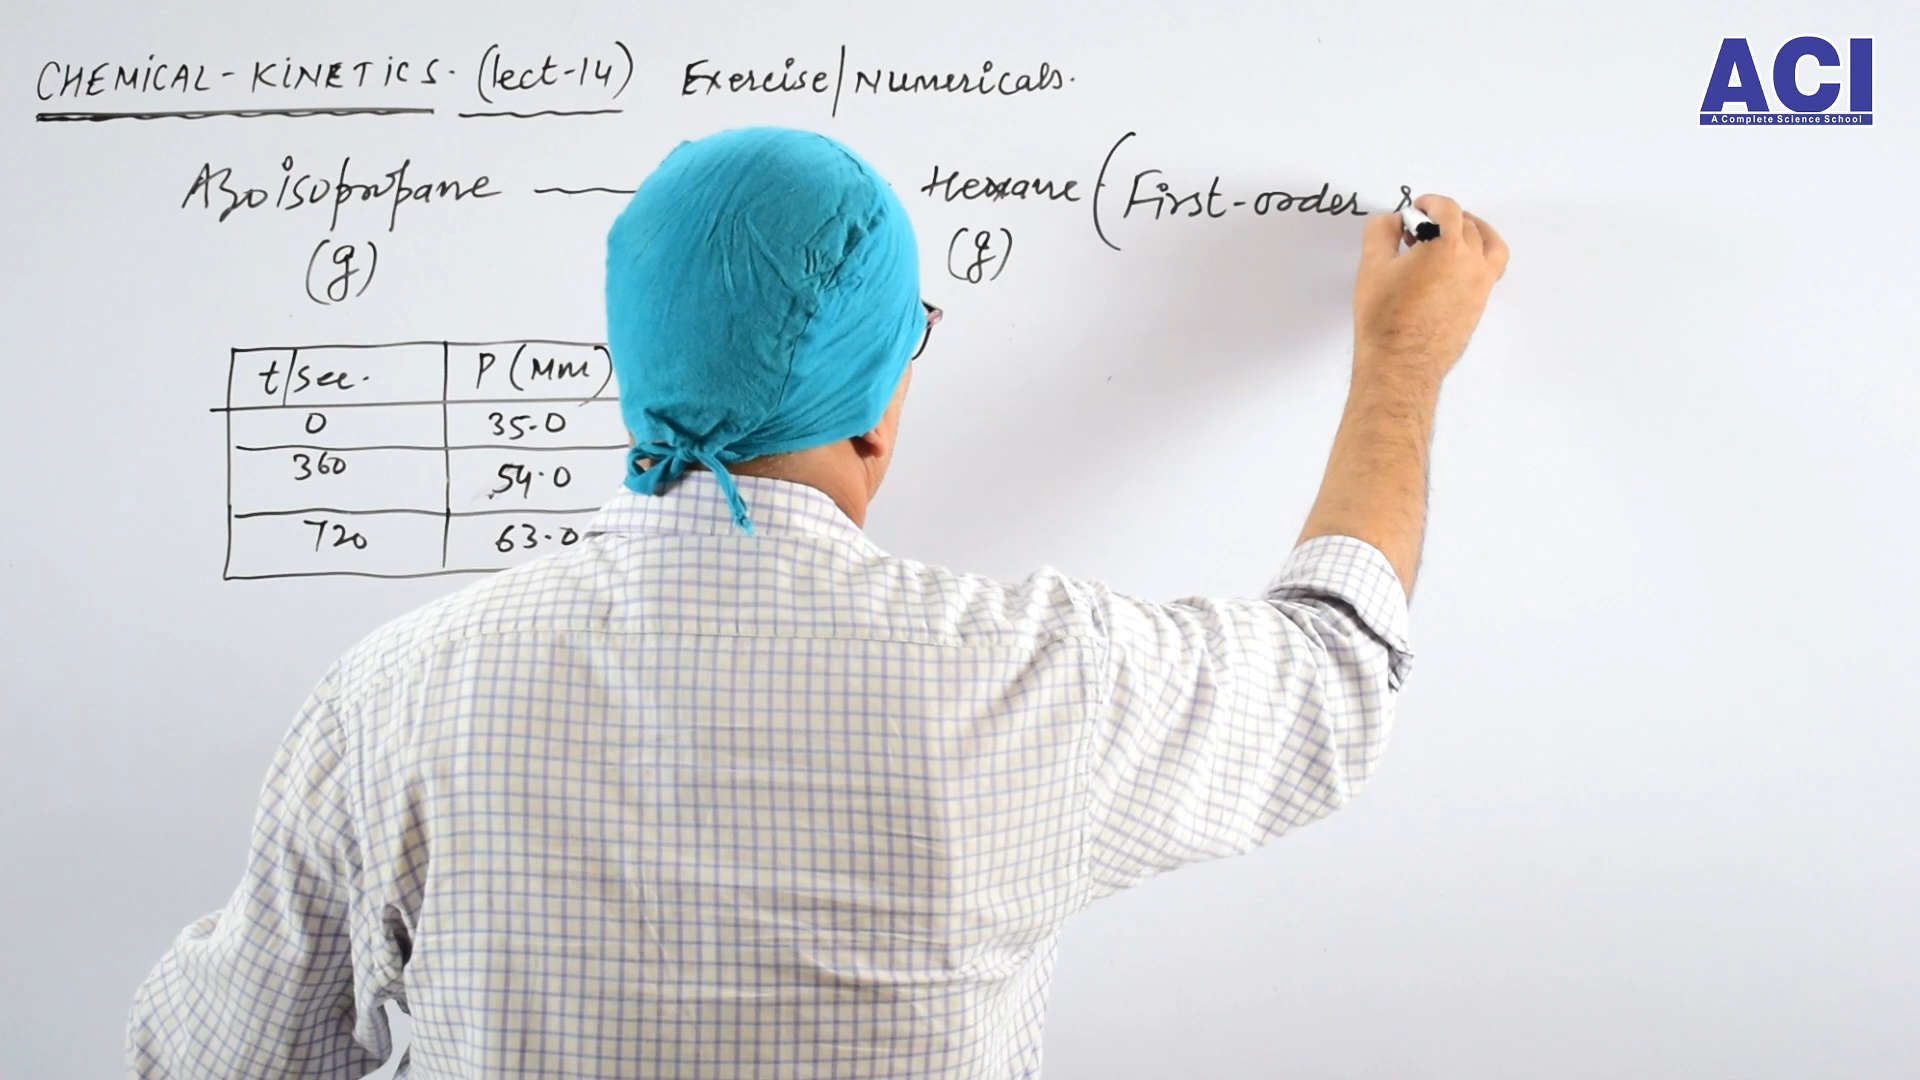 CHEMiCAL-KiNETiCS. (lect-14) Exercise/Numericals.
ACI
A Complete Science School
Azoisopropane Hexane (First-order
(g) (g)
t/sec. P (Mm)
0 35.0
360 54.0
720 63.0